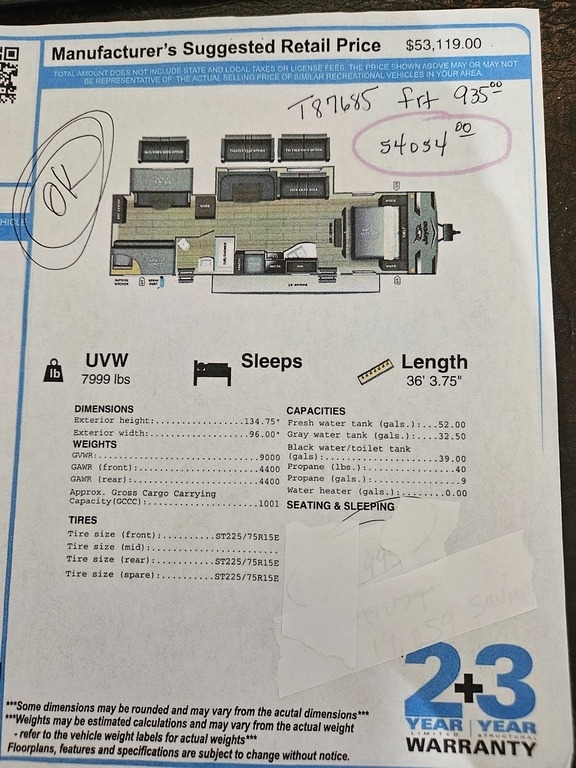 Manufacturer's Suggested Retail Price $53,119.00
TOTAL AMOUNT DOES NOT INCLUDE STATE AND LOCAL TAXES OR LICENSE FEES. THE PRICE SHOWN ABOVE MAY OR MAY NOT
BE REPRESENTATIVE OF THE ACTUAL SELLING PRICE OF SIMILAR RECREATIONAL VEHICLES IN YOUR AREA.
T87685 frt 935.00
54054 00
OK
HICLE
UVW
7999 lbs
lb
Sleeps
Length
36' 3.75"
DIMENSIONS
Exterior height:...............134.75"
Exterior width:................96.00"
WEIGHTS
GVWR:...........................9000
GAWR (front)....................4400
GAWR (rear):....................4400
Approx. Gross Cargo Carrying
Capacity(GCCC):.................1001
TIRES
Tire size (front):..........ST225/75R15E
Tire size (mid):....................
Tire size (rear):...........ST225/75R15E
Tire size (spare):..........ST225/75R15E
CAPACITIES
Fresh water tank (gals.):...52.00
Gray water tank (gals.):....32.50
Black water/toilet tank
(gals):.....................39.00
Propane (lbs.):................40
Propane (gals.):................9
Water heater (gals.):........0.00
SEATING & SLEEPING
2+3
YEAR YEAR
LIMITED STRUCTURAL
WARRANTY
***Some dimensions may be rounded and may vary from the acutal dimensions***
***Weights may be estimated calculations and may vary from the actual weight
- refer to the vehicle weight labels for actual weights***
Floorplans, features and specifications are subject to change without notice.